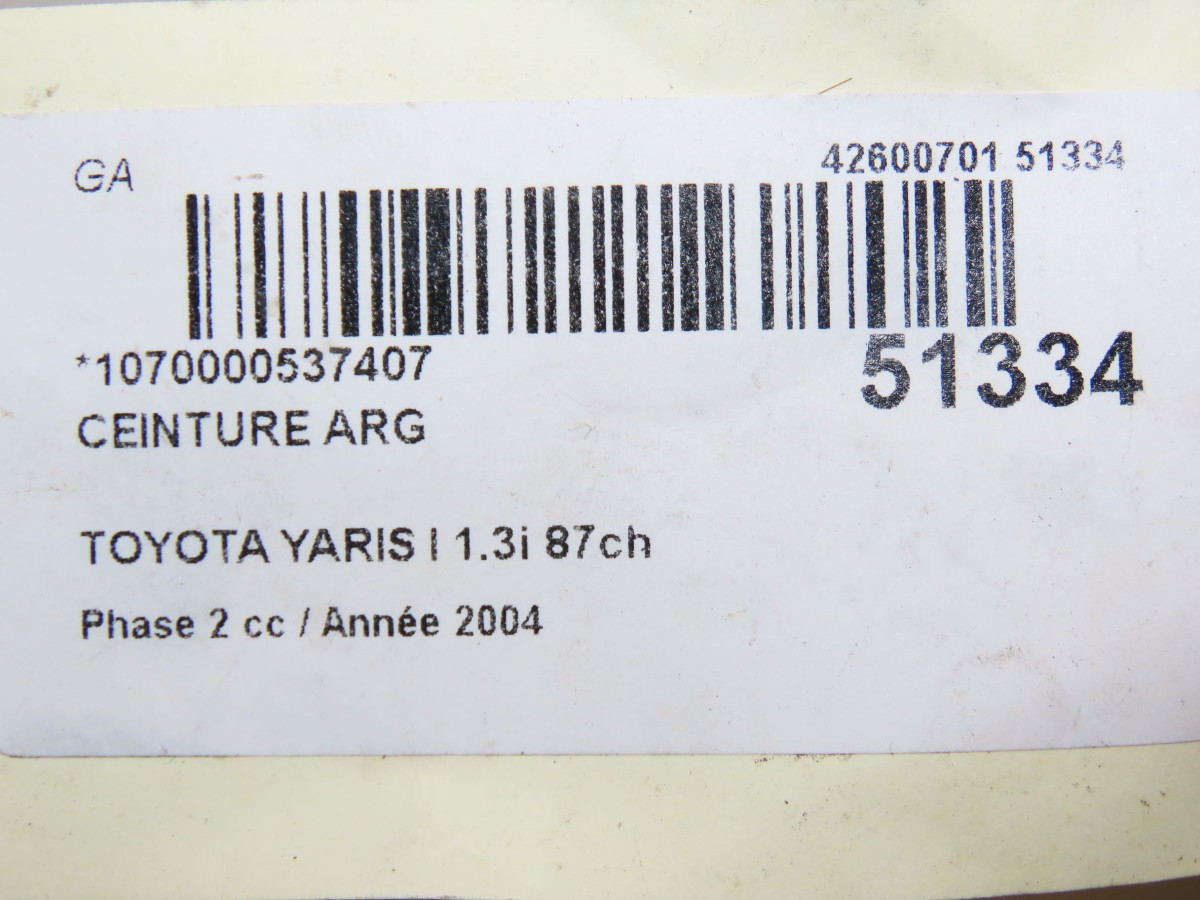 GA
42600701 51334
*1070000537407
51334
CEINTURE ARG
TOYOTA YARIS I 1.3i 87ch
Phase 2 cc / Année 2004